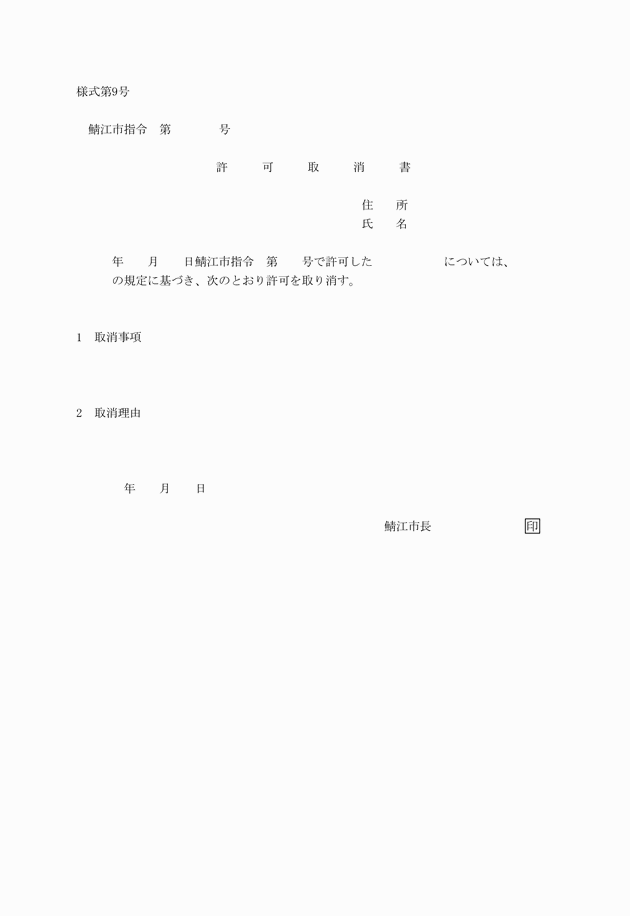 様式第9号
鯖江市指令　第　　　　号
許　　可　　取　　消　　書
住　　所
氏　　名
年　　月　　日鯖江市指令　第　　号で許可した　　　　　　については、
の規定に基づき、次のとおり許可を取り消す。
1　取消事項
2　取消理由
年　　月　　日
鯖江市長　　　　　　　　印